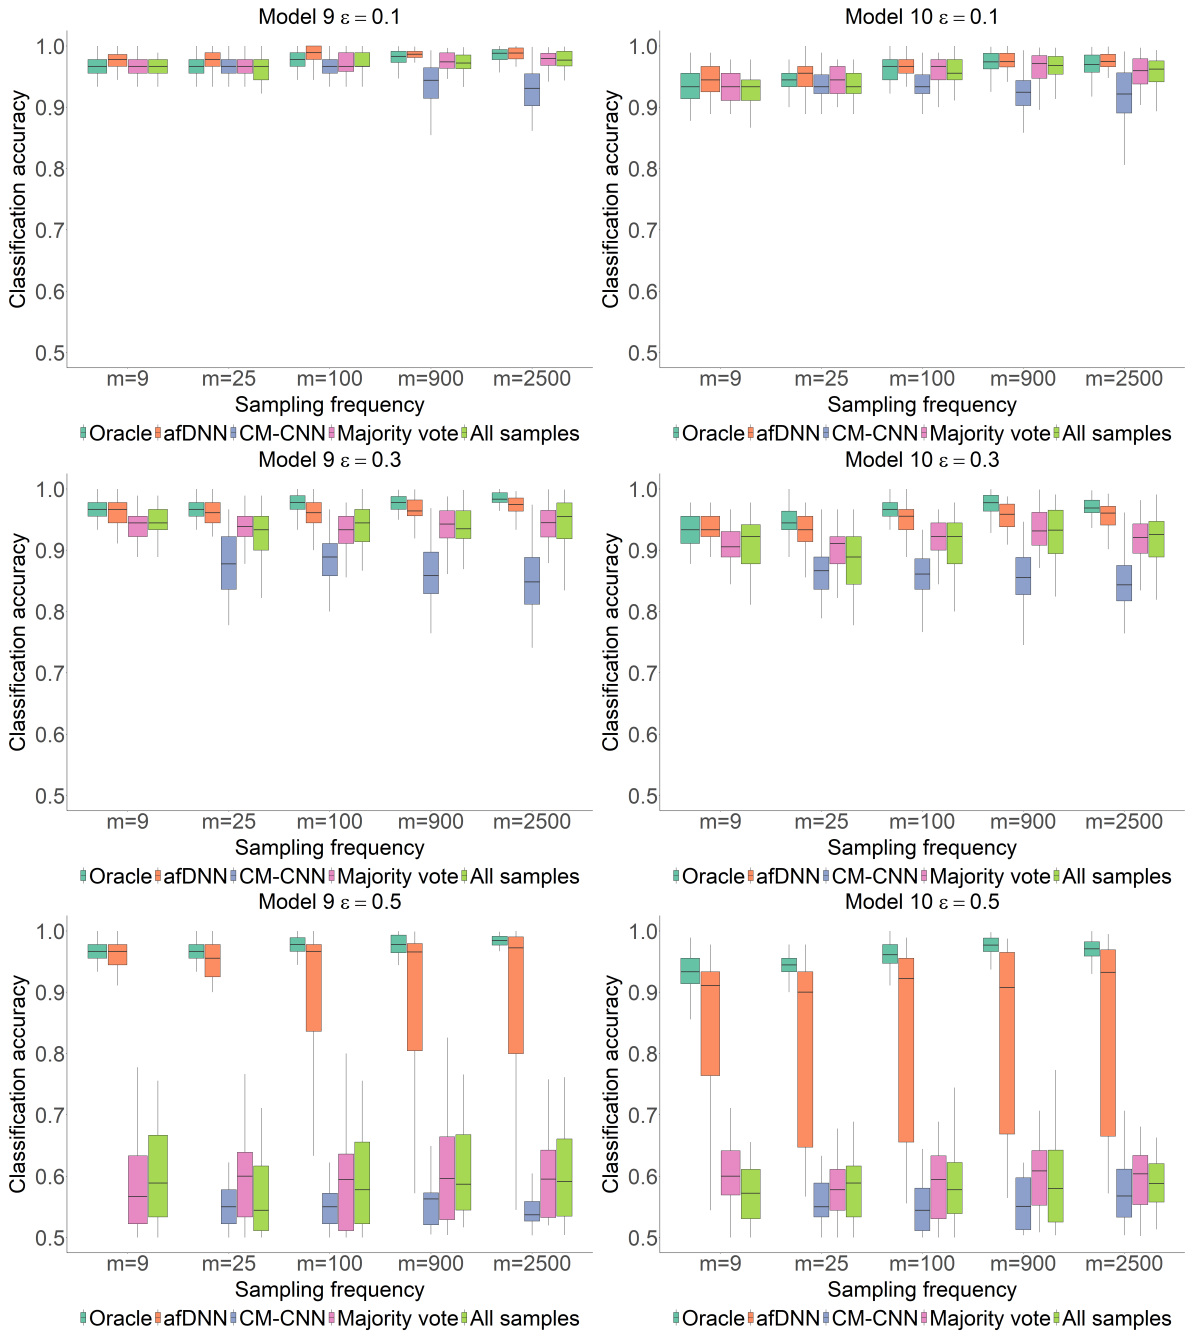 Model 9 ε = 0.1
Classification accuracy
1.0
0.9
0.8
0.7
0.6
0.5
m=9 m=25 m=100 m=900 m=2500
Sampling frequency
Oracle afDNN CM-CNN Majority vote All samples
Model 10 ε = 0.1
Classification accuracy
1.0
0.9
0.8
0.7
0.6
0.5
m=9 m=25 m=100 m=900 m=2500
Sampling frequency
Oracle afDNN CM-CNN Majority vote All samples
Model 9 ε = 0.3
Classification accuracy
1.0
0.9
0.8
0.7
0.6
0.5
m=9 m=25 m=100 m=900 m=2500
Sampling frequency
Oracle afDNN CM-CNN Majority vote All samples
Model 10 ε = 0.3
Classification accuracy
1.0
0.9
0.8
0.7
0.6
0.5
m=9 m=25 m=100 m=900 m=2500
Sampling frequency
Oracle afDNN CM-CNN Majority vote All samples
Model 9 ε = 0.5
Classification accuracy
1.0
0.9
0.8
0.7
0.6
0.5
m=9 m=25 m=100 m=900 m=2500
Sampling frequency
Oracle afDNN CM-CNN Majority vote All samples
Model 10 ε = 0.5
Classification accuracy
1.0
0.9
0.8
0.7
0.6
0.5
m=9 m=25 m=100 m=900 m=2500
Sampling frequency
Oracle afDNN CM-CNN Majority vote All samples